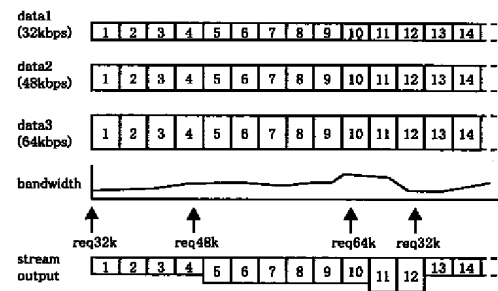 data1
(32kbps)
1 2 3 4 5 6 7 8 9 10 11 12 13 14
data2
(48kbps)
1 2 3 4 5 6 7 8 9 10 11 12 13 14
data3
(64kbps)
1 2 3 4 5 6 7 8 9 10 11 12 13 14
bandwidth
req32k req48k req64k req32k
stream
output
1 2 3 4 5 6 7 8 9 10 11 12 13 14